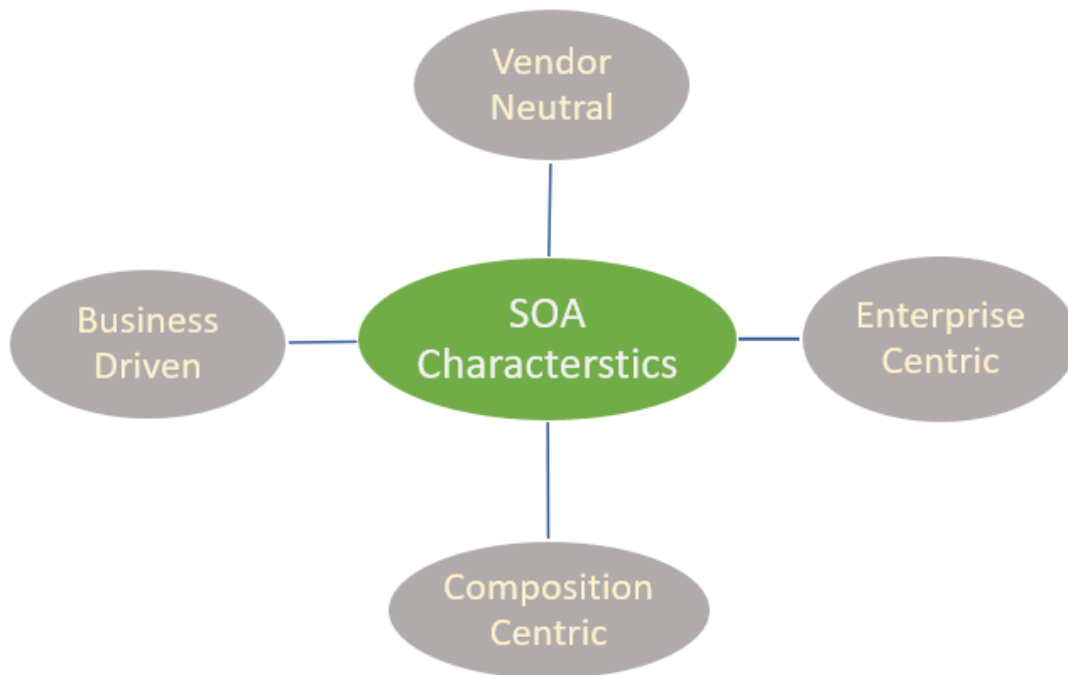 Vendor
Neutral
Business
Driven
SOA
Characterstics
Enterprise
Centric
Composition
Centric